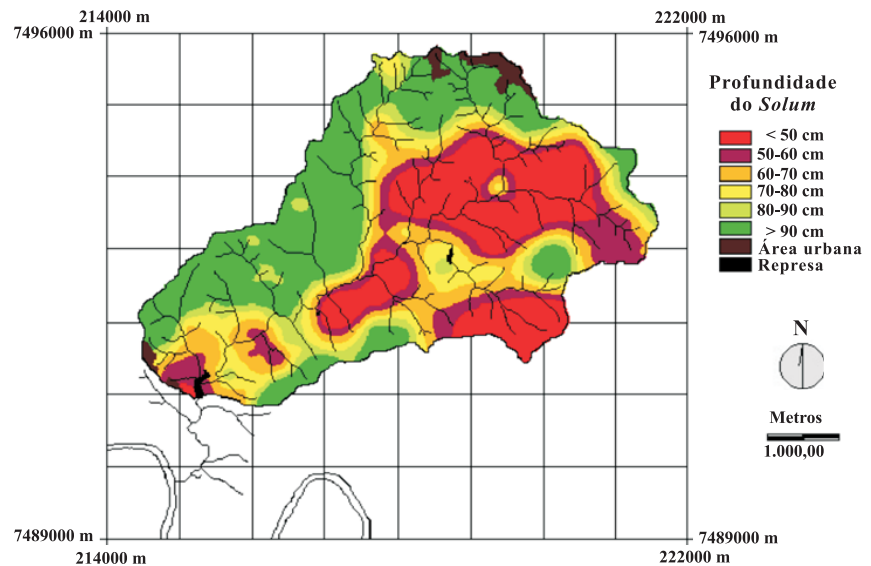 214000 m
222000 m
7496000 m
7496000 m
Profundidade
do Solum
< 50 cm
50-60 cm
60-70 cm
70-80 cm
80-90 cm
> 90 cm
Área urbana
Represa
N
Metros
1.000,00
7489000 m
7489000 m
214000 m
222000 m